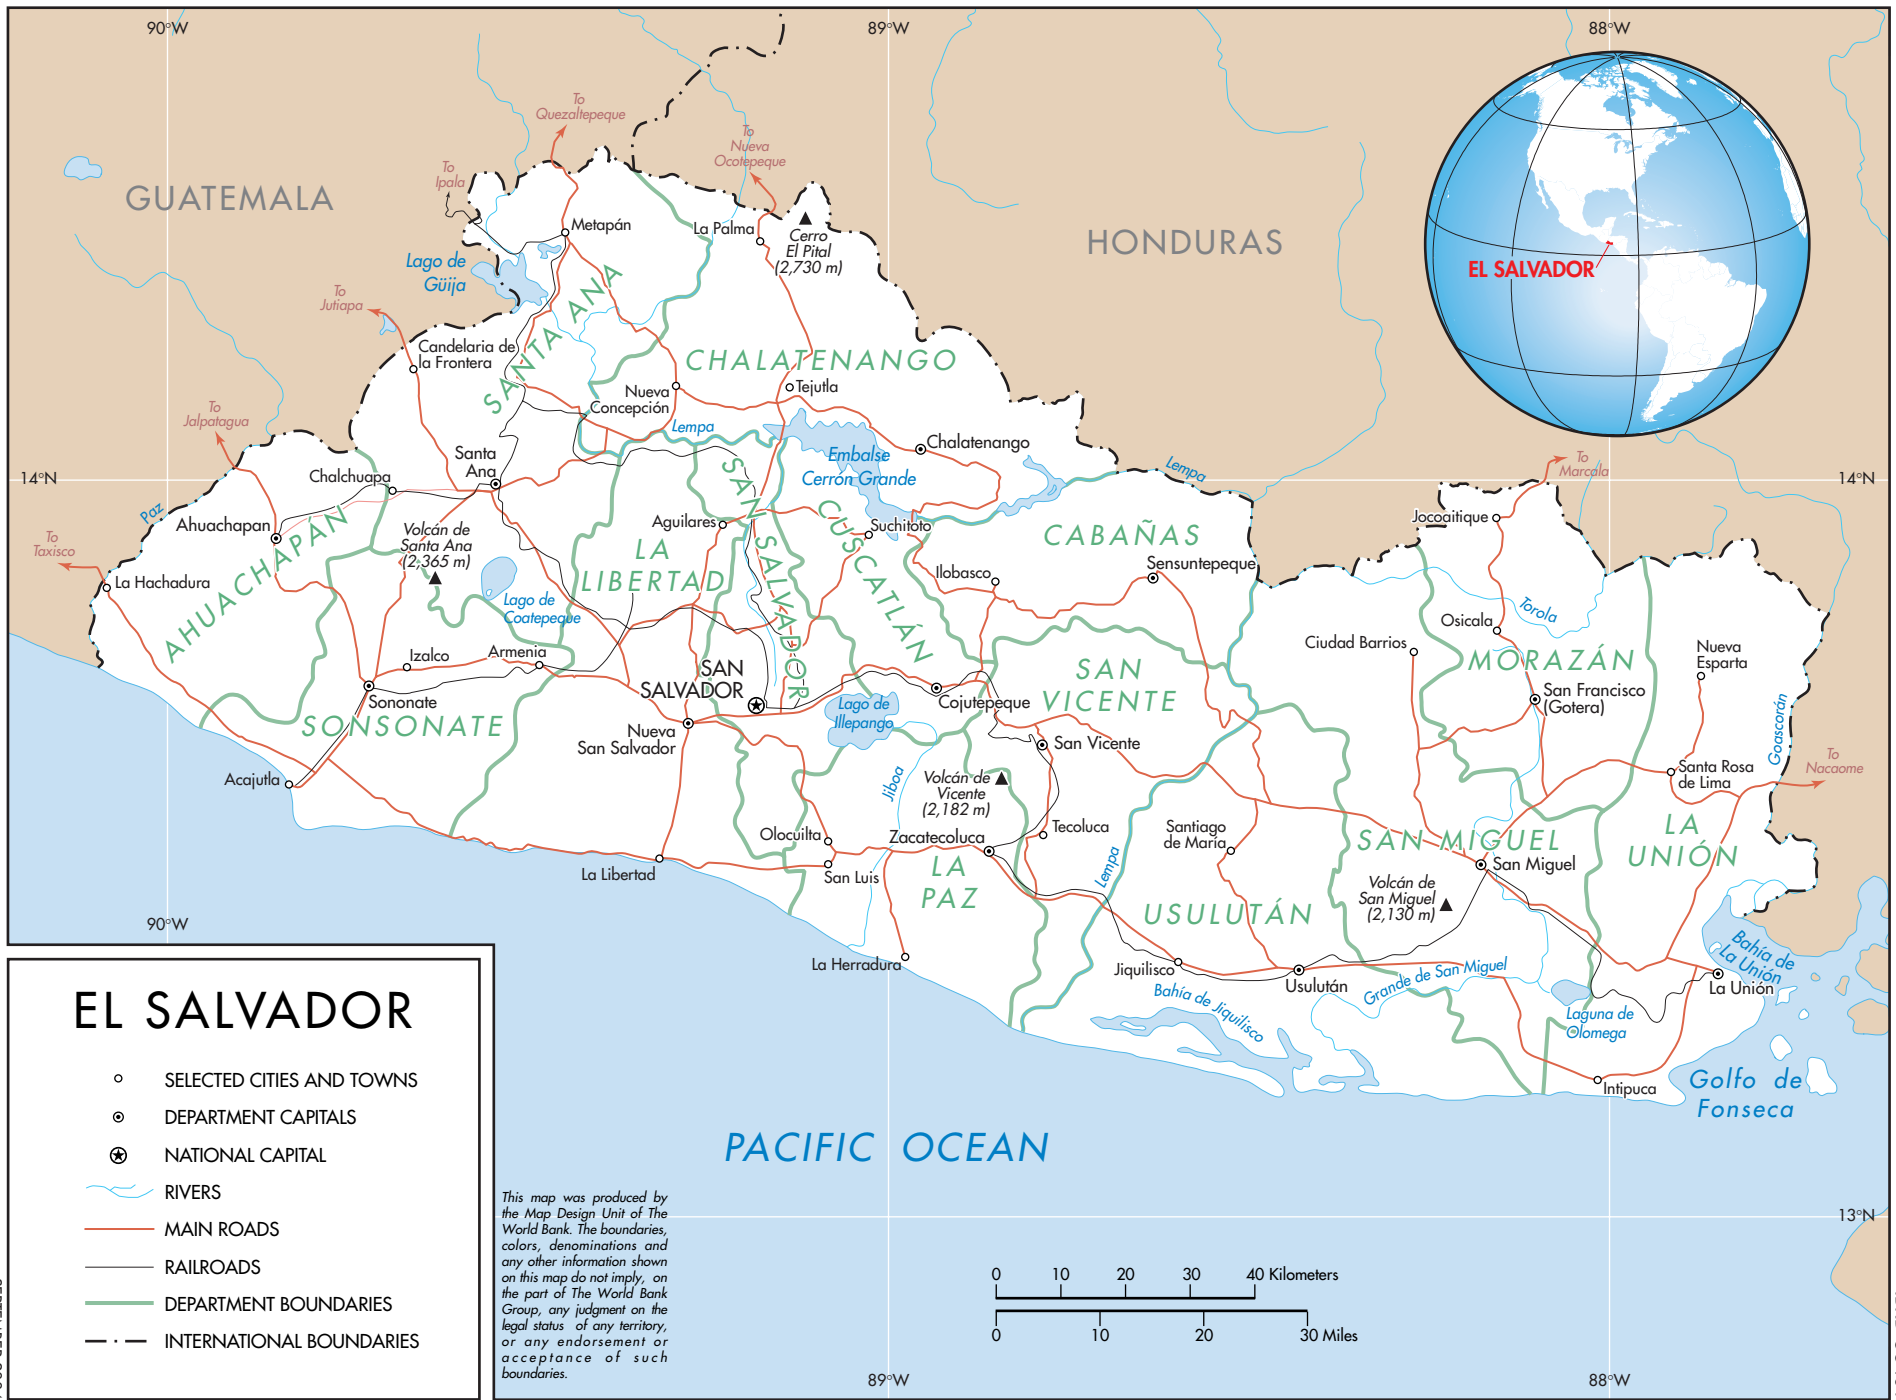 90°W
89°W
88°W
To
Quezaltepeque
To
Nueva
Ocotepeque
To
Ipala
GUATEMALA
HONDURAS
Metapán
La Palma
Cerro
El Pital
(2,730 m)
Lago de
Güija
EL SALVADOR
To
Jutiapa
SANTA ANA
Candelaria de
la Frontera
CHALATENANGO
Nueva
Concepción
Tejutla
To
Jalpatagua
Lempa
Chalatenango
Embalse
Cerrón Grande
Santa
Ana
Chalchuapa
14°N
Lempa
To
Marcala
14°N
Paz
Ahuachapan
AHUACHAPÁN
Volcán de
Santa Ana
(2,365 m)
Aguilares
SAN SALVADOR
CUSCATLÁN
Suchitoto
CABAÑAS
Jocoaitique
To
Taxisco
La Hachadura
LA
LIBERTAD
Ilobasco
Sensuntepeque
Lago de
Coatepeque
Torola
Osicala
Izalco
Armenia
Ciudad Barrios
MORAZÁN
Nueva
Esparta
SAN
SALVADOR
SAN
VICENTE
San Francisco
(Gotera)
Sononate
SONSONATE
Lago de
Illepango
Cojutepeque
Nueva
San Salvador
San Vicente
Goascorán
To
Nacaome
Acajutla
Jiboa
Volcán de
Vicente
(2,182 m)
Santa Rosa
de Lima
Olocuilta
Zacatecoluca
Tecoluca
Santiago
de María
SAN MIGUEL
LA
UNIÓN
La Libertad
San Luis
LA
PAZ
Lempa
San Miguel
Volcán de
San Miguel
(2,130 m)
USULUTÁN
90°W
La Herradura
Jiquilisco
Usulután
Grande de San Miguel
Bahía de
La Unión
La Unión
Bahía de Jiquilisco
Laguna de
Olomega
Intipuca
Golfo de
Fonseca
PACIFIC OCEAN
EL SALVADOR
SELECTED CITIES AND TOWNS
DEPARTMENT CAPITALS
NATIONAL CAPITAL
RIVERS
MAIN ROADS
RAILROADS
DEPARTMENT BOUNDARIES
INTERNATIONAL BOUNDARIES
This map was produced by
the Map Design Unit of The
World Bank. The boundaries,
colors, denominations and
any other information shown
on this map do not imply, on
the part of The World Bank
Group, any judgment on the
legal status of any territory,
or any endorsement or
acceptance of such
boundaries.
13°N
0 10 20 30 40 Kilometers
0 10 20 30 Miles
89°W
88°W